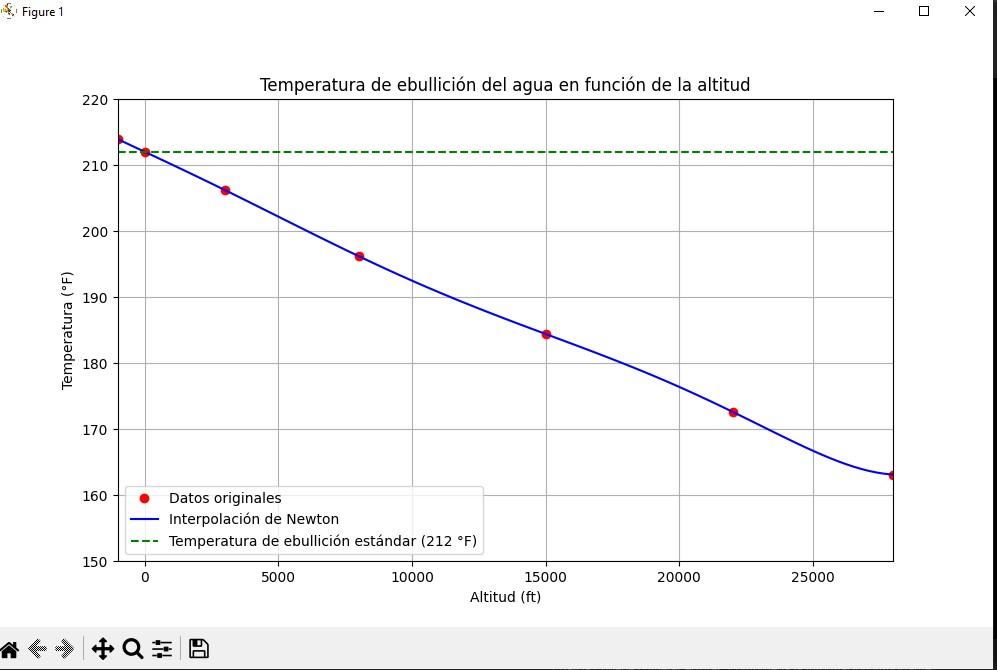 Figure 1
Temperatura de ebullición del agua en función de la altitud
220
210
200
190
180
170
160
150
Temperatura (°F)
Datos originales
Interpolación de Newton
Temperatura de ebullición estándar (212 °F)
0
5000
10000
15000
20000
25000
Altitud (ft)